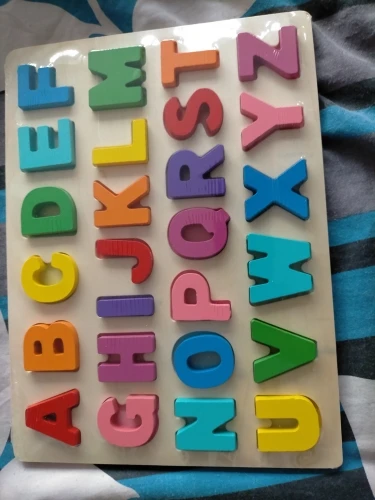 ABCDEF
GHIJKLM
NOPQRST
UVWXYZ